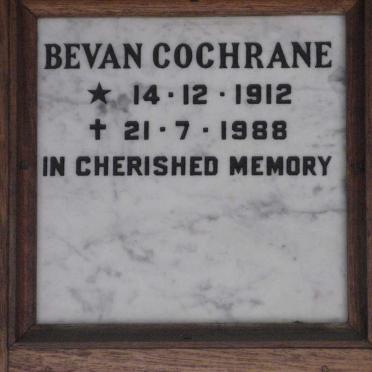 BEVAN COCHRANE
★ 14·12·1912
✝ 21·7·1988
IN CHERISHED MEMORY